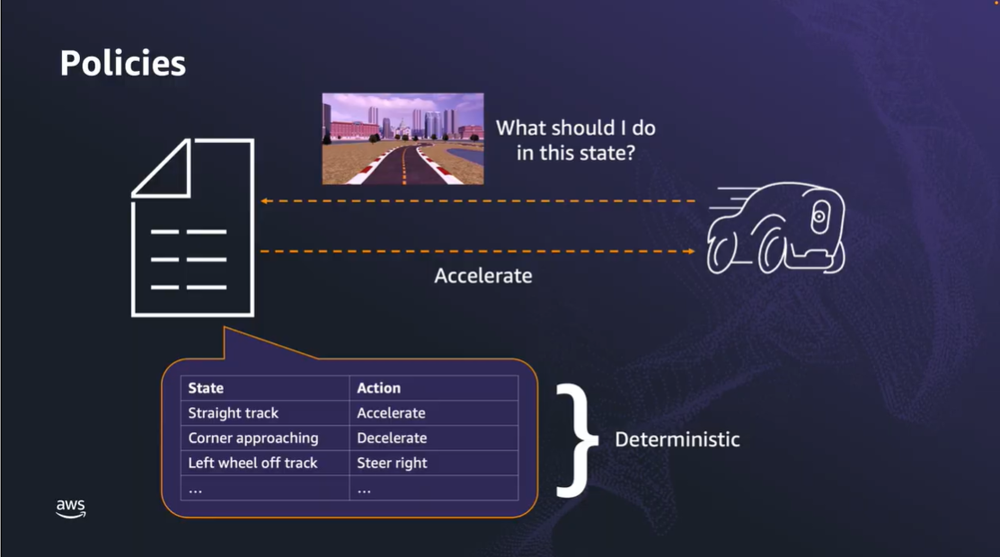 Policies
What should I do
in this state?
Accelerate
State Action
Straight track Accelerate
Corner approaching Decelerate
Left wheel off track Steer right
... ...
Deterministic
aws